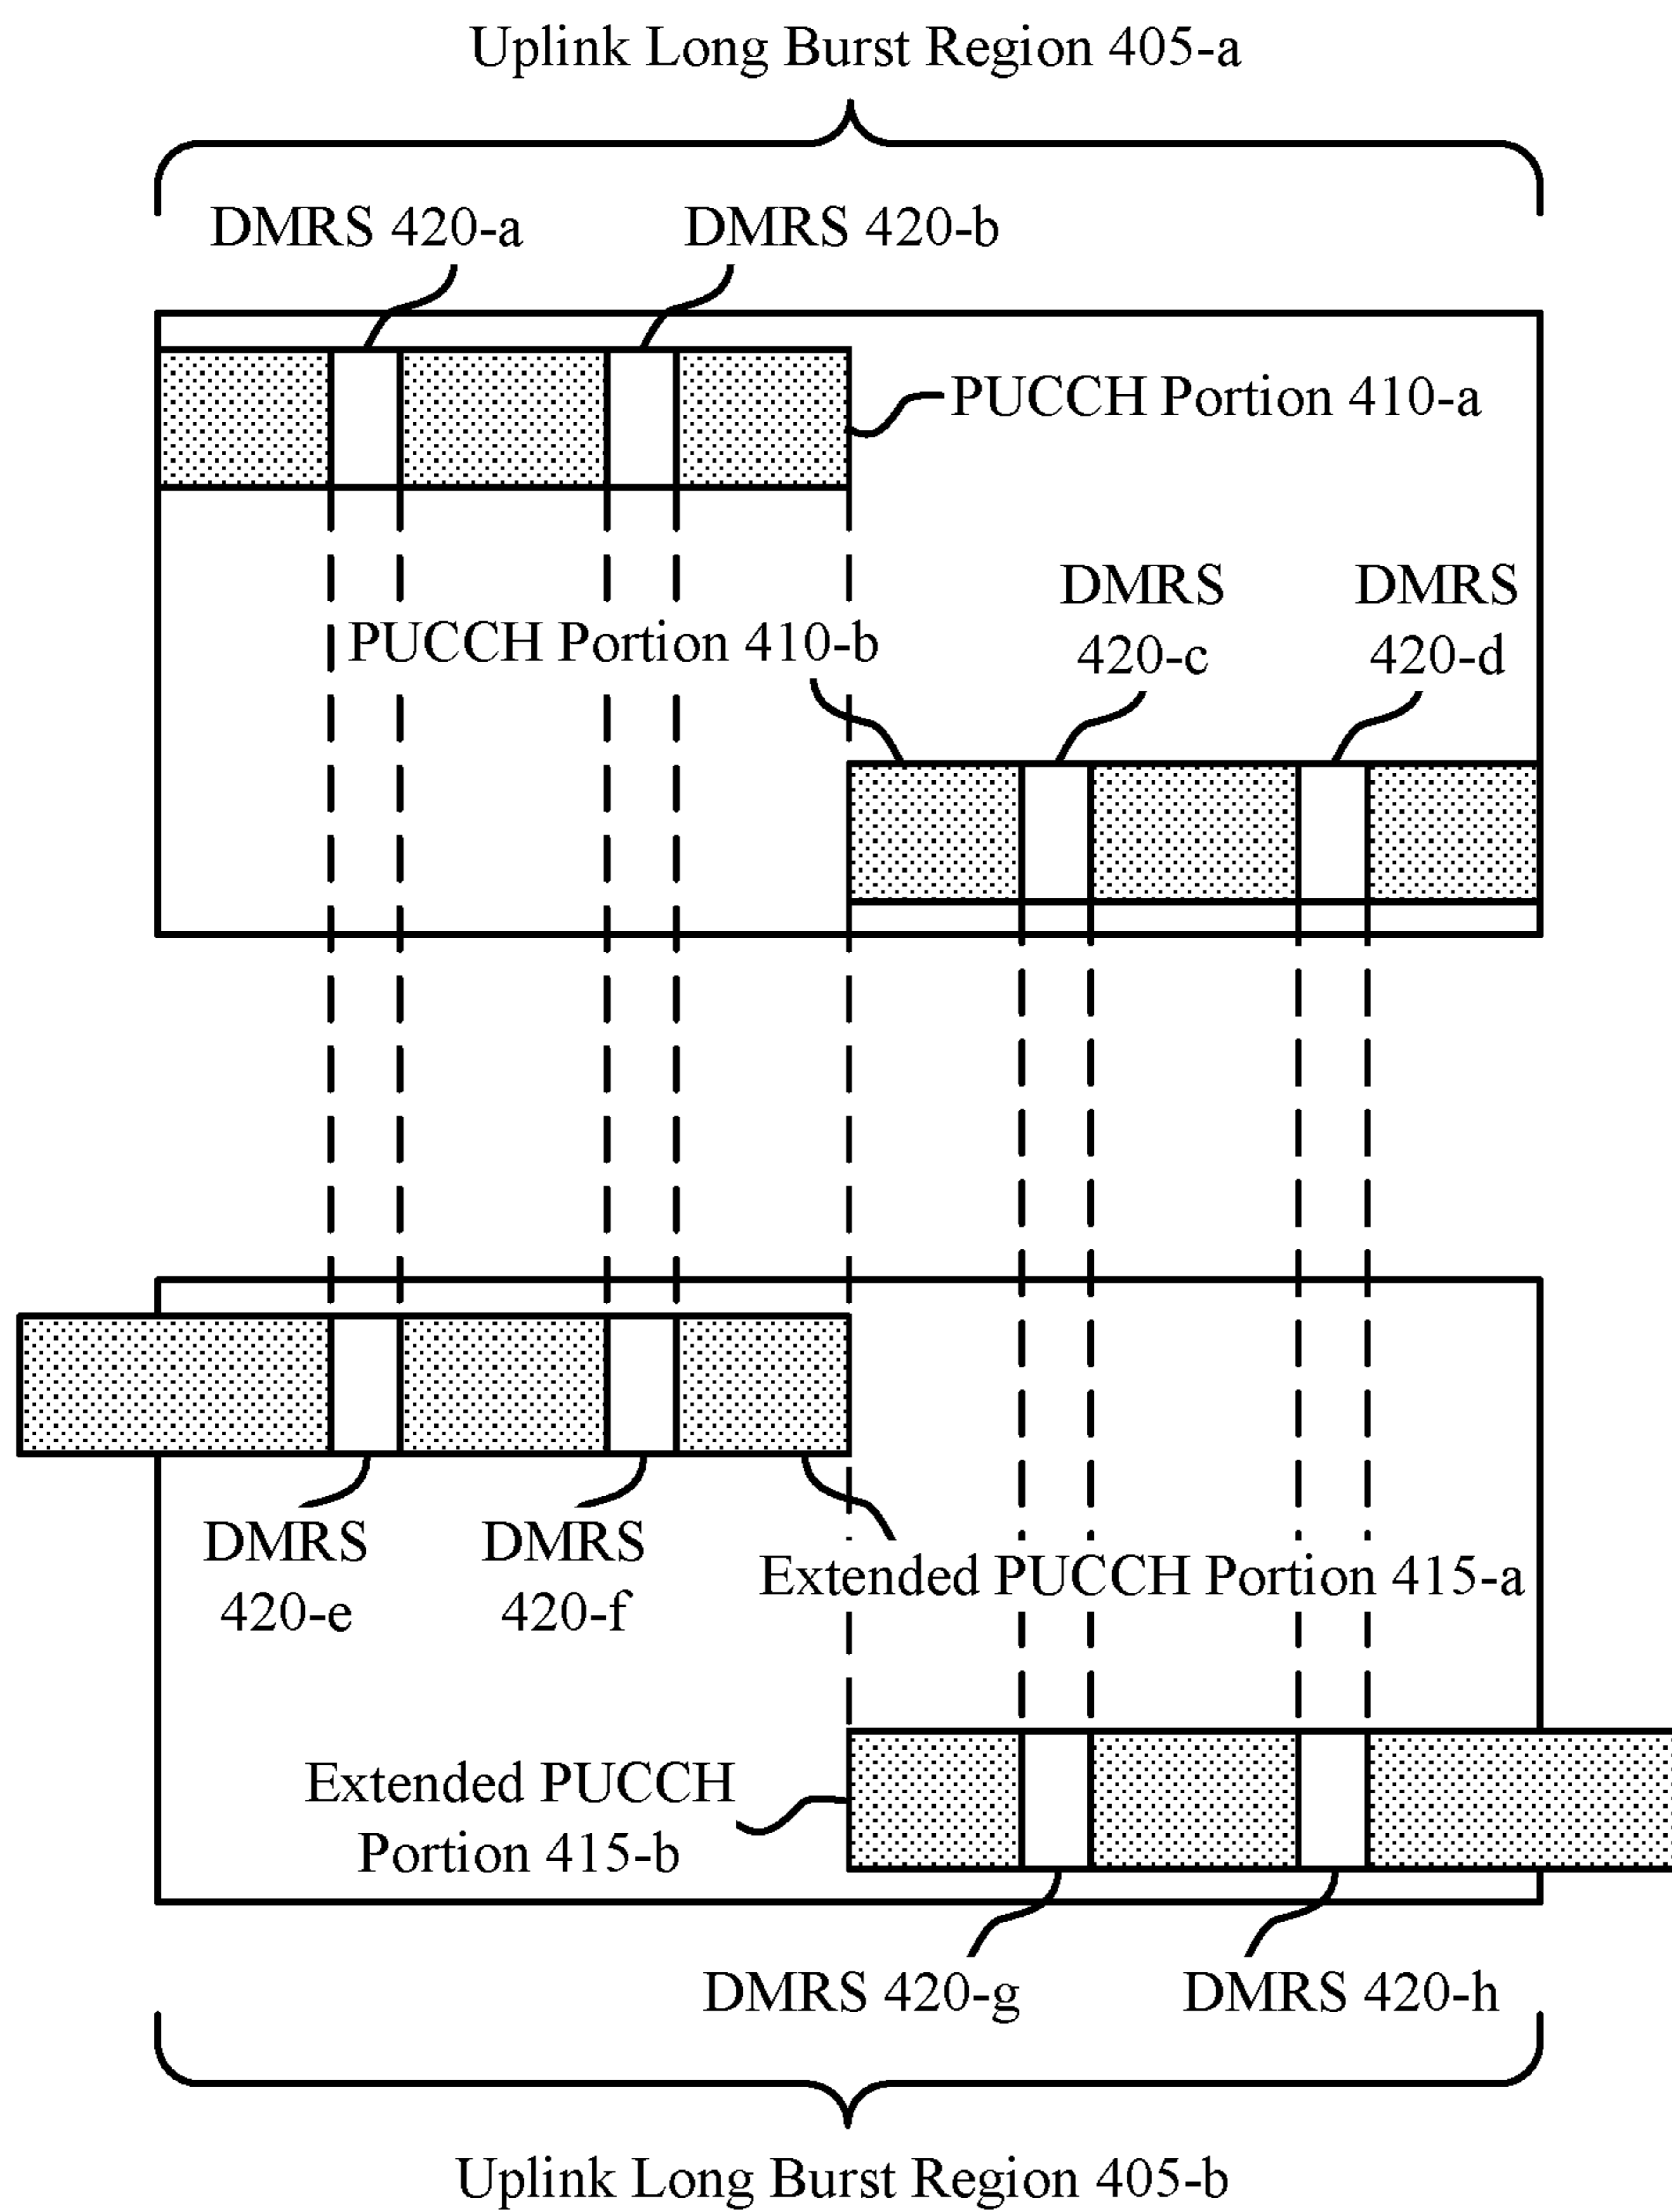 Uplink Long Burst Region 405-a
DMRS 420-a
DMRS 420-b
PUCCH Portion 410-a
PUCCH Portion 410-b
DMRS
420-c
DMRS
420-d
DMRS
420-e
DMRS
420-f
Extended PUCCH Portion 415-a
Extended PUCCH
Portion 415-b
DMRS 420-g
DMRS 420-h
Uplink Long Burst Region 405-b